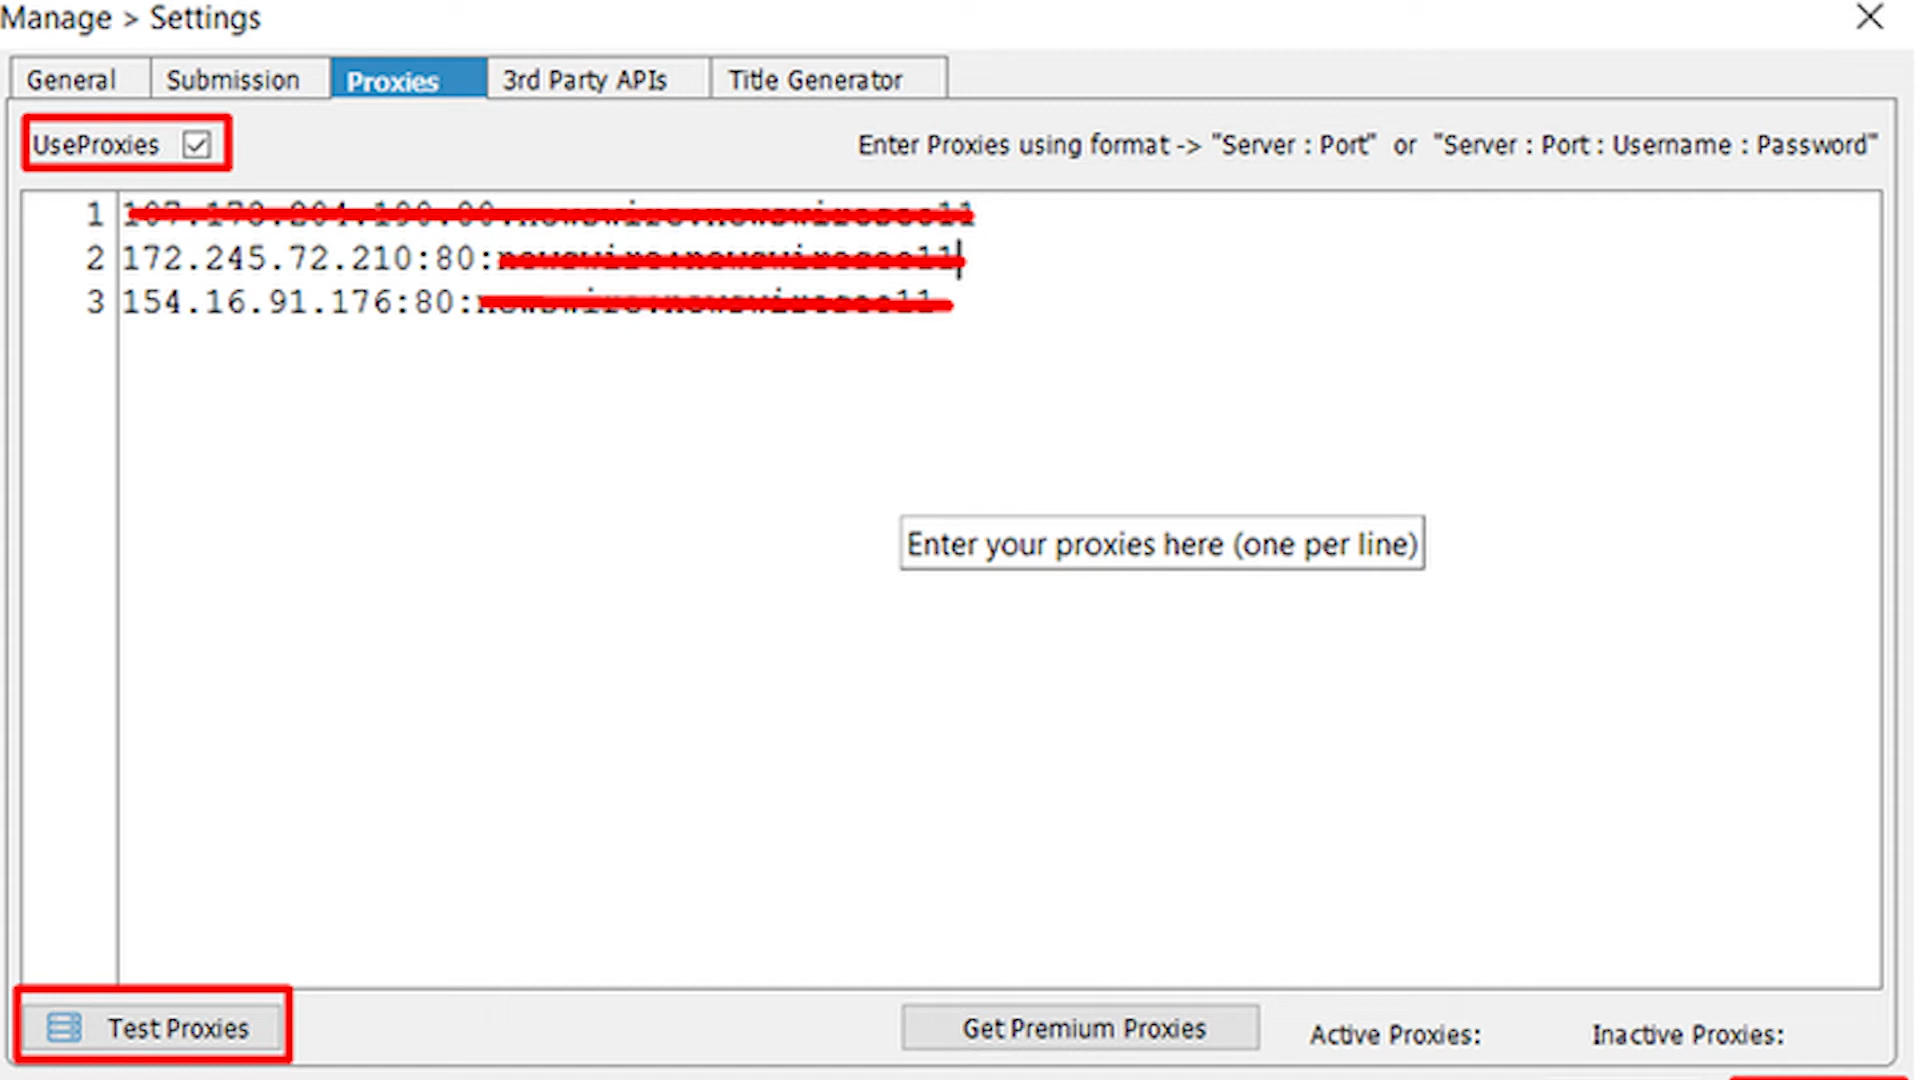 Manage > Settings
General Submission Proxies 3rd Party APIs Title Generator
UseProxies Enter Proxies using format -> "Server : Port" or "Server : Port : Username : Password"
1
2 172.245.72.210:80:
3 154.16.91.176:80:
Enter your proxies here (one per line)
Test Proxies Get Premium Proxies Active Proxies: Inactive Proxies: